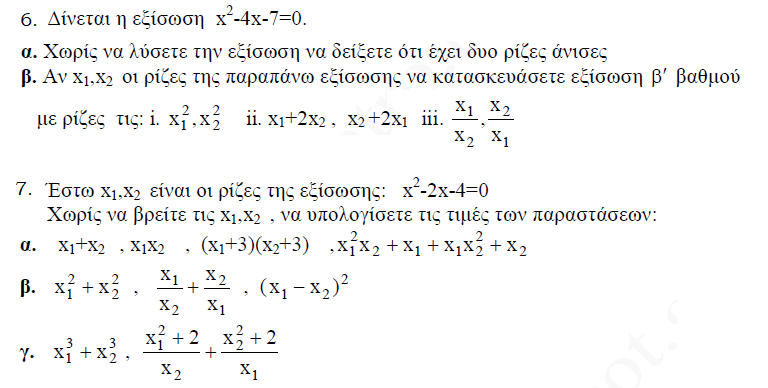 6. Δίνεται η εξίσωση x²-4x-7=0.
α. Χωρίς να λύσετε την εξίσωση να δείξετε ότι έχει δυο ρίζες άνισες
β. Αν x₁,x₂ οι ρίζες της παραπάνω εξίσωσης να κατασκευάσετε εξίσωση β′ βαθμού
με ρίζες τις: i. x₁²,x₂² ii. x₁+2x₂ , x₂+2x₁ iii. x₁/x₂ , x₂/x₁
7. Έστω x₁,x₂ είναι οι ρίζες της εξίσωσης: x²-2x-4=0
Χωρίς να βρείτε τις x₁,x₂ , να υπολογίσετε τις τιμές των παραστάσεων:
α. x₁+x₂ , x₁x₂ , (x₁+3)(x₂+3) ,x₁²x₂ + x₁ + x₁x₂² + x₂
β. x₁² + x₂² , x₁/x₂ + x₂/x₁ , (x₁ − x₂)²
γ. x₁³ + x₂³ , (x₁² + 2)/x₂ + (x₂² + 2)/x₁